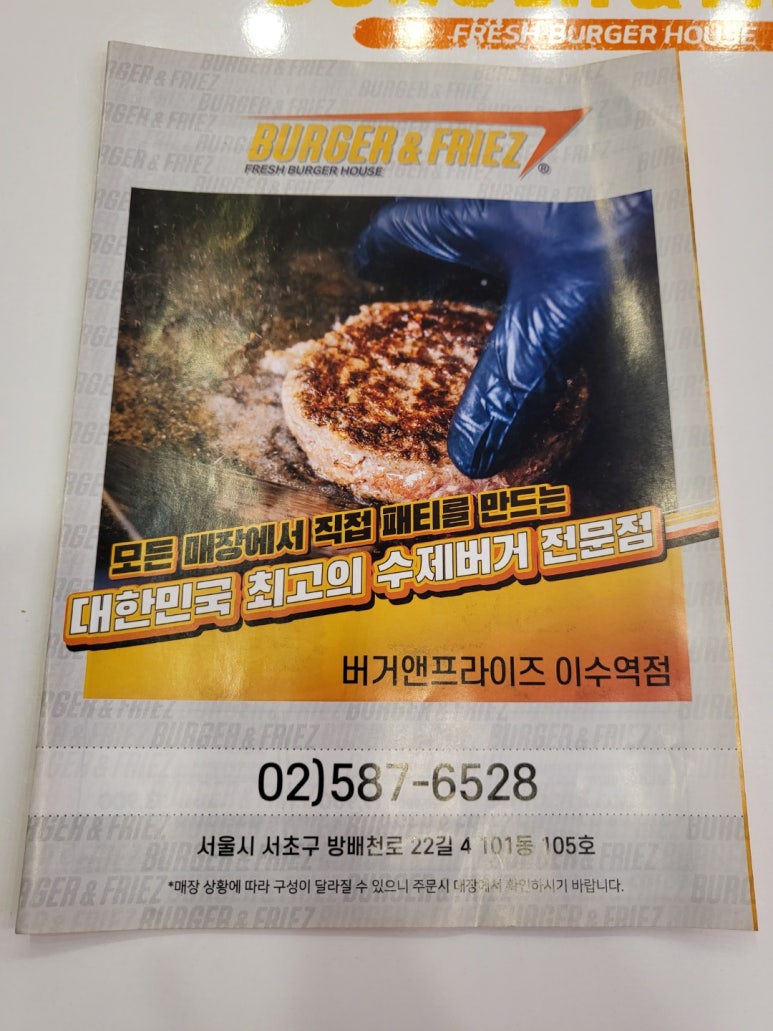 FRESH BURGER HOUSE
BURGER & FRIEZ®
FRESH BURGER HOUSE
모든 매장에서 직접 패티를 만드는
대한민국 최고의 수제버거 전문점
버거앤프라이즈 이수역점
02)587-6528
서울시 서초구 방배천로 22길 4 101동 105호
*매장 상황에 따라 구성이 달라질 수 있으니 주문시 매장에서 확인하시기 바랍니다.